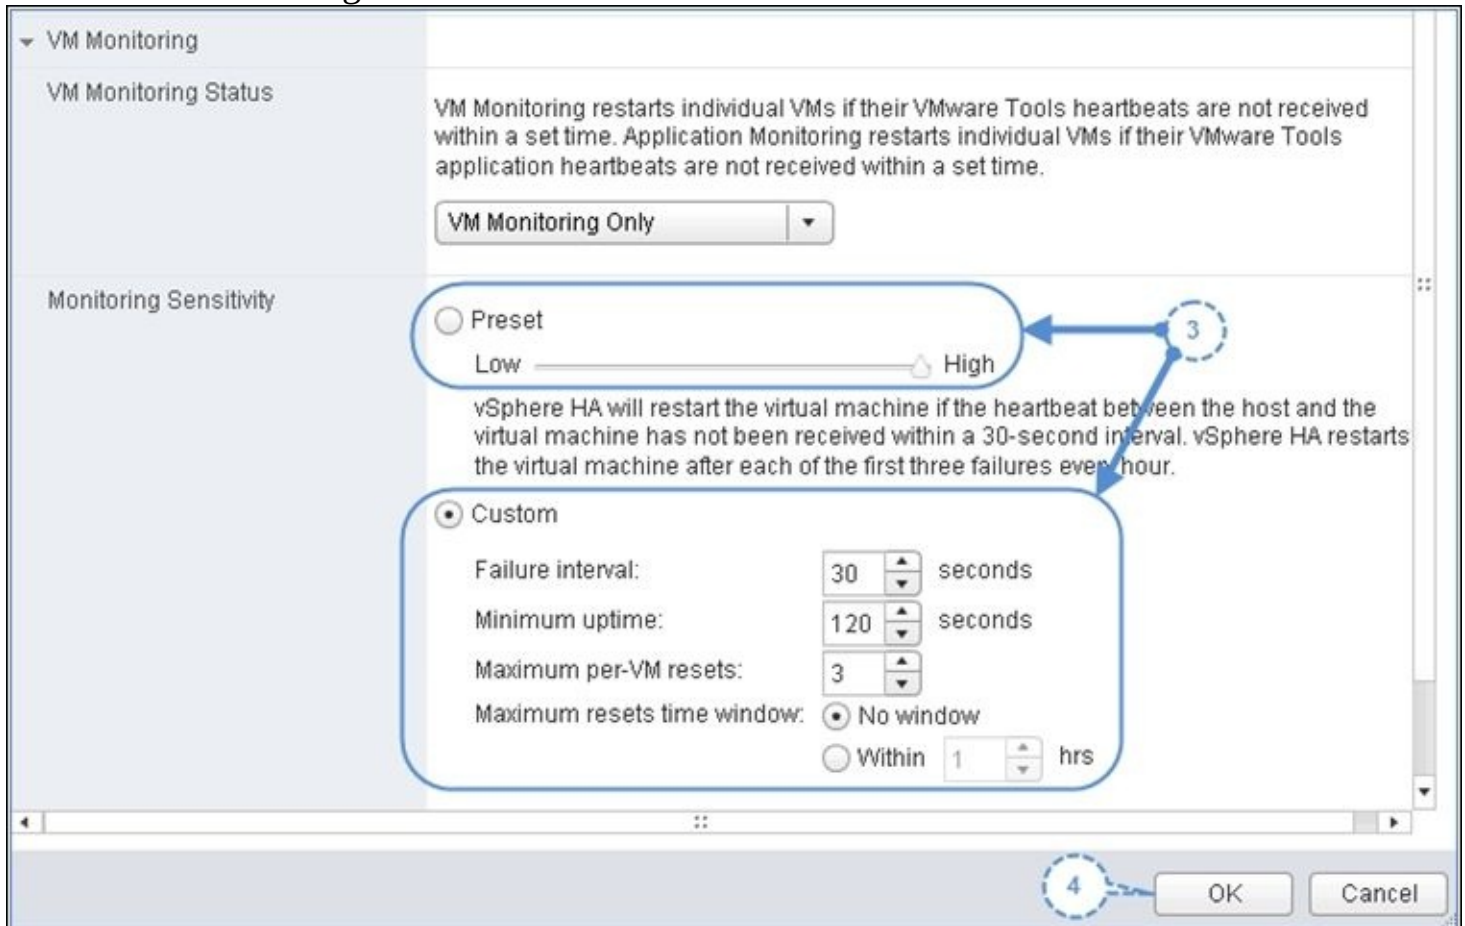 VM Monitoring
VM Monitoring Status
VM Monitoring restarts individual VMs if their VMware Tools heartbeats are not received
within a set time. Application Monitoring restarts individual VMs if their VMware Tools
application heartbeats are not received within a set time.
VM Monitoring Only
Monitoring Sensitivity
Preset
3
Low High
vSphere HA will restart the virtual machine if the heartbeat between the host and the
virtual machine has not been received within a 30-second interval. vSphere HA restarts
the virtual machine after each of the first three failures every hour.
Custom
Failure interval: 30 seconds
Minimum uptime: 120 seconds
Maximum per-VM resets: 3
Maximum resets time window: No window
Within 1 hrs
4 OK Cancel